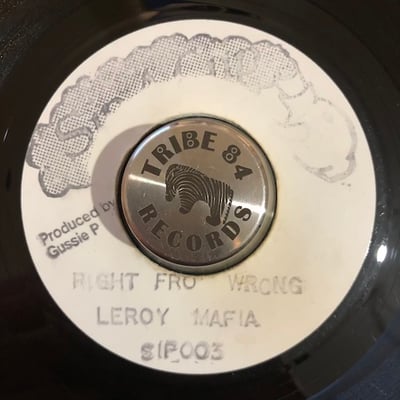 TRIBE 84
RECORDS
Produced by
Gussie P
RIGHT FRO WRONG
LEROY MAFIA
SIP003